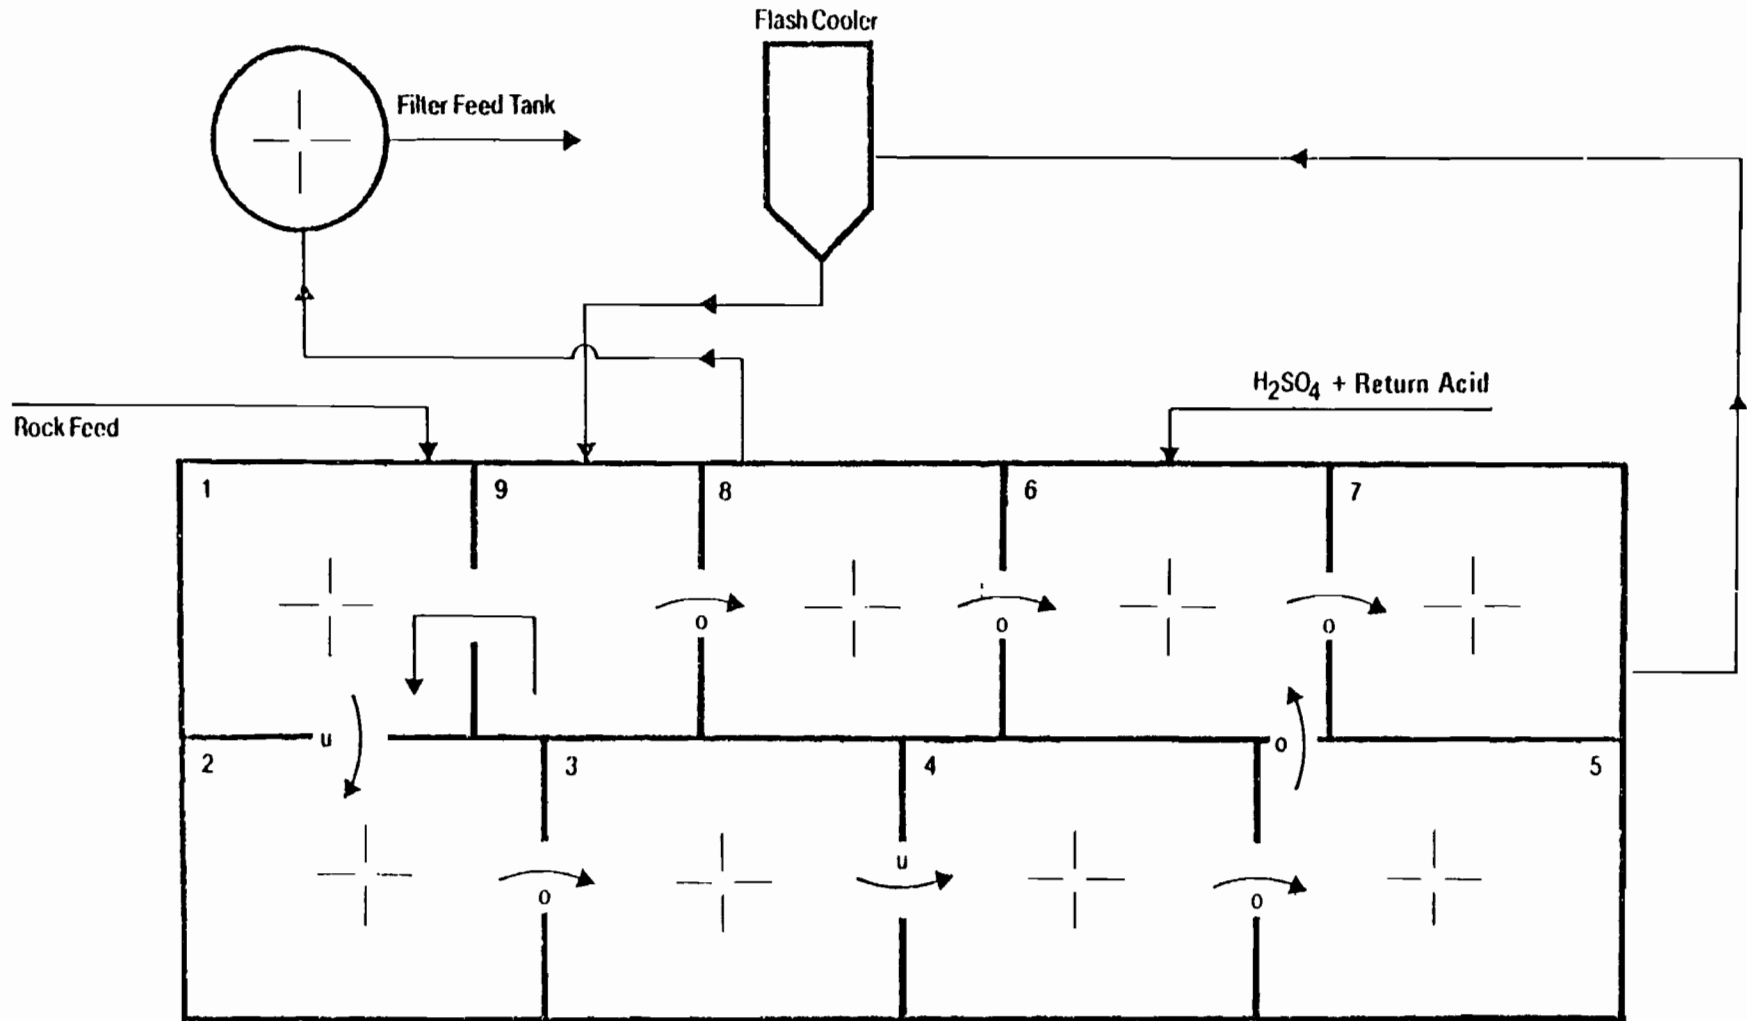 Flash Cooler
Filter Feed Tank
H2SO4 + Return Acid
Rock Feed
1
9
8
6
7
o
o
o
u
o
2
3
4
5
u
o
o